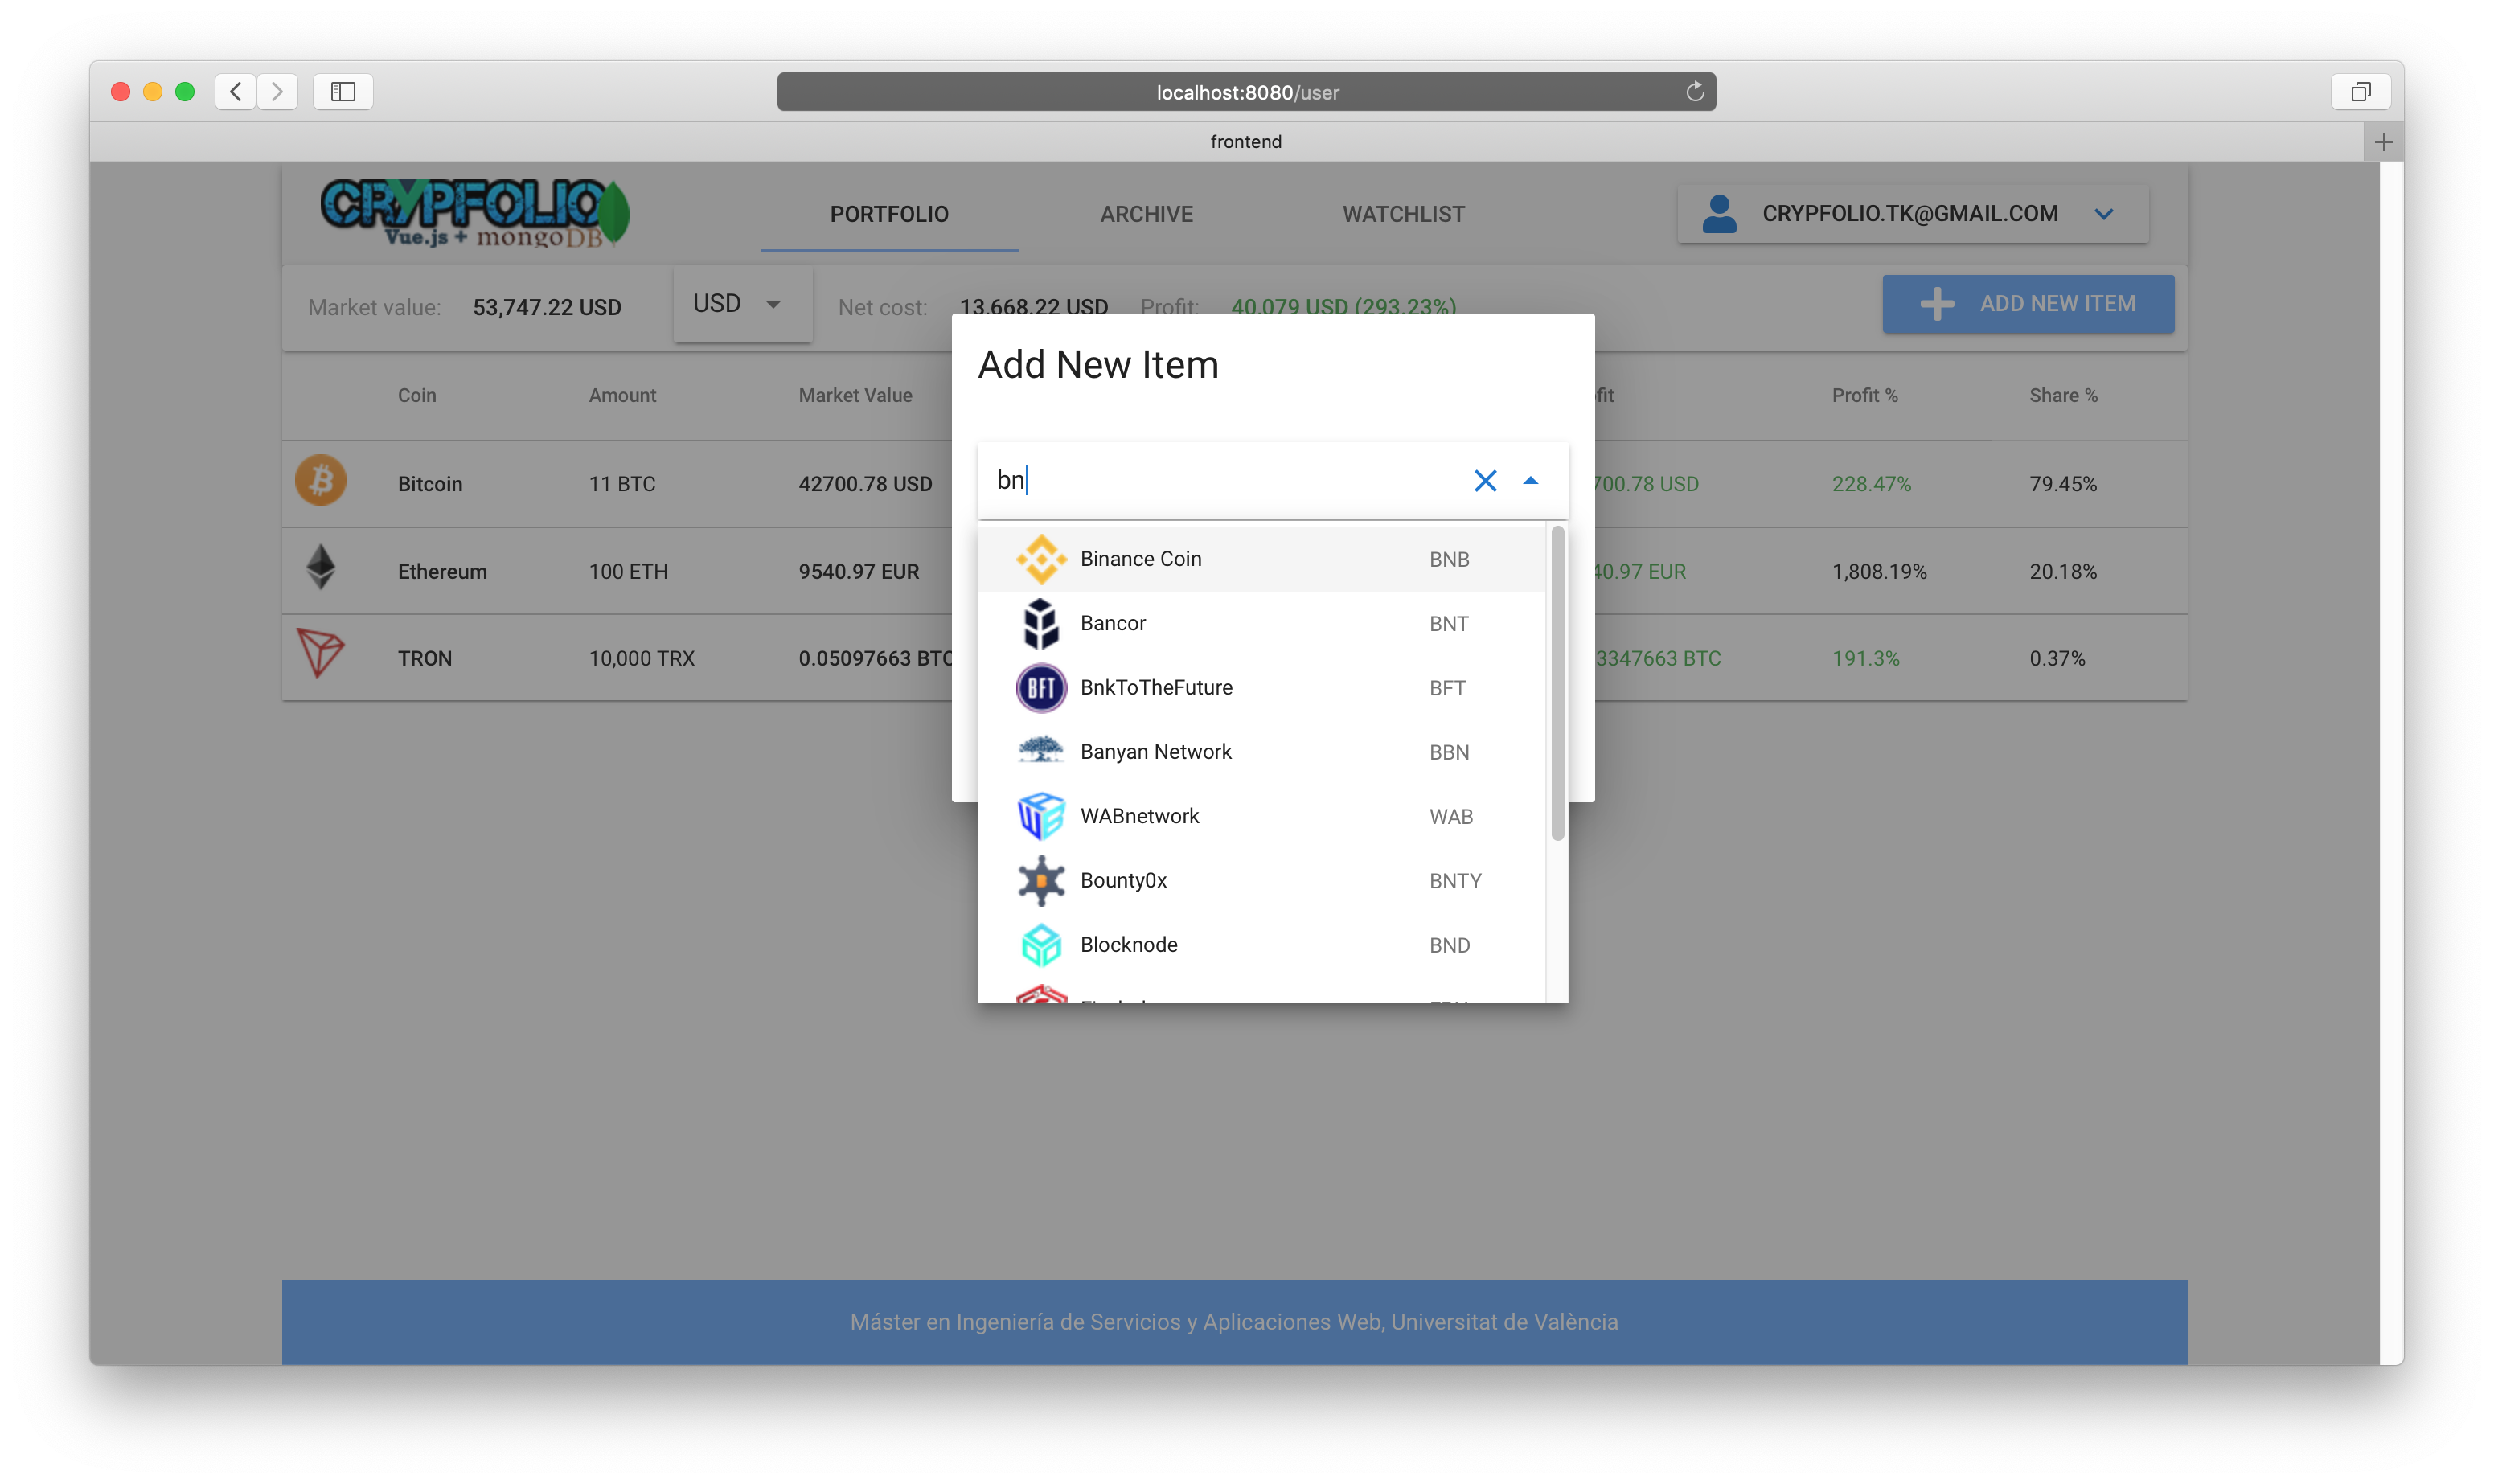 localhost:8080/user
frontend
CRYPFOLIO
Vue.js + mongoDB
PORTFOLIO ARCHIVE WATCHLIST CRYPFOLIO.TK@GMAIL.COM
Market value: 53,747.22 USD USD Net cost: 13,668.22 USD Profit: 40,079 USD (293.23%) ADD NEW ITEM
Add New Item
Coin Amount Market Value fit Profit % Share %
bn
Bitcoin 11 BTC 42700.78 USD 700.78 USD 228.47% 79.45%
Ethereum 100 ETH 9540.97 EUR 40.97 EUR 1,808.19% 20.18%
TRON 10,000 TRX 0.05097663 BTC 3347663 BTC 191.3% 0.37%
Binance Coin BNB
Bancor BNT
BFT BnkToTheFuture BFT
Banyan Network BBN
WABnetwork WAB
B Bounty0x BNTY
Blocknode BND
Máster en Ingeniería de Servicios y Aplicaciones Web, Universitat de València